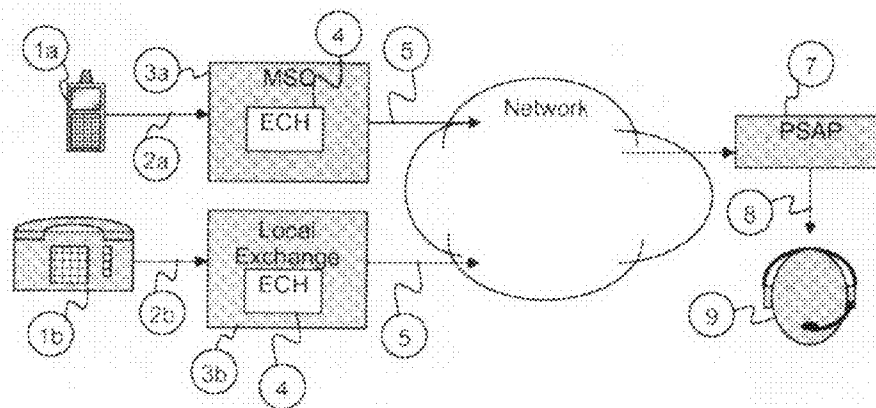 1a
3a
MSC
4
5
ECH
2a
Network
7
PSAP
8
Local
Exchange
ECH
2b
1b
3b
4
5
9